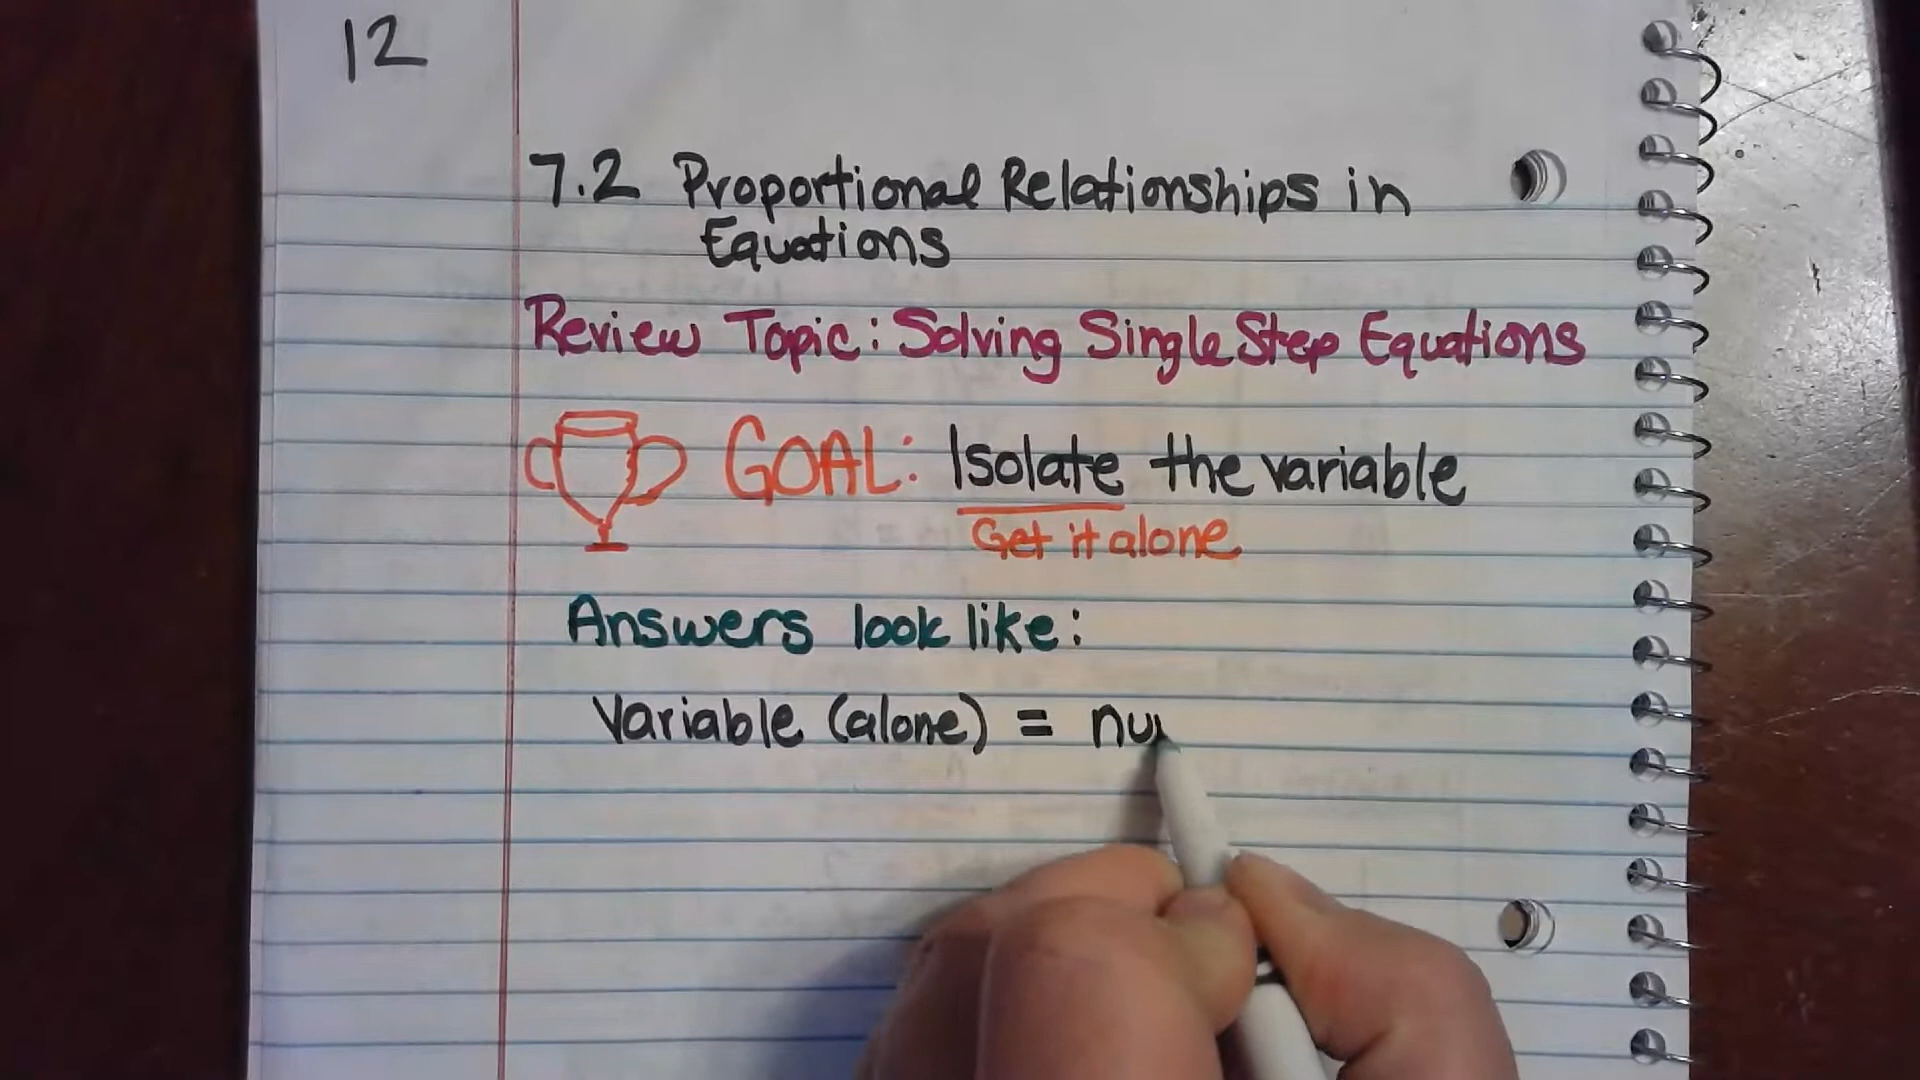 12
7.2 Proportional Relationships in
Equations
Review Topic: Solving Single Step Equations
GOAL: Isolate the variable
Get it alone
Answers look like:
Variable (alone) = nu